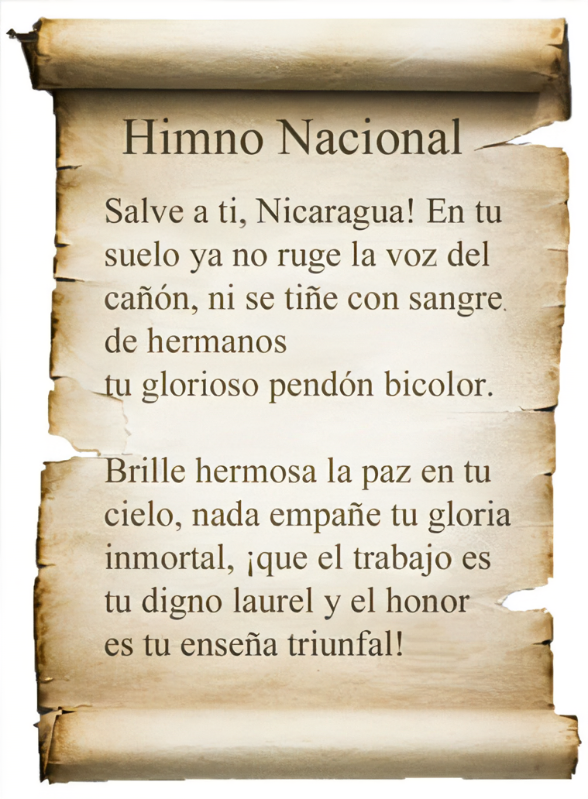 Himno Nacional
Salve a ti, Nicaragua! En tu
suelo ya no ruge la voz del
cañón, ni se tiñe con sangre.
de hermanos
tu glorioso pendón bicolor.
Brille hermosa la paz en tu
cielo, nada empañe tu gloria
inmortal, ¡que el trabajo es
tu digno laurel y el honor
es tu enseña triunfal!